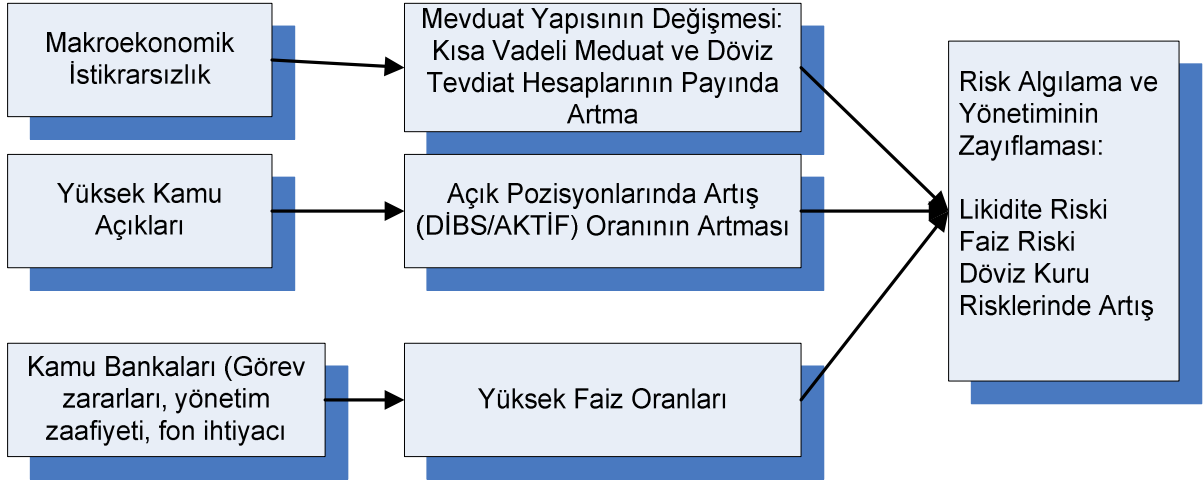 Makroekonomik
İstikrarsızlık
Mevduat Yapısının Değişmesi:
Kısa Vadeli Meduat ve Döviz
Tevdiat Hesaplarının Payında
Artma
Yüksek Kamu
Açıkları
Açık Pozisyonlarında Artış
(DİBS/AKTİF) Oranının Artması
Kamu Bankaları (Görev
zararları, yönetim
zaafiyeti, fon ihtiyacı
Yüksek Faiz Oranları
Risk Algılama ve
Yönetiminin
Zayıflaması:
Likidite Riski
Faiz Riski
Döviz Kuru
Risklerinde Artış